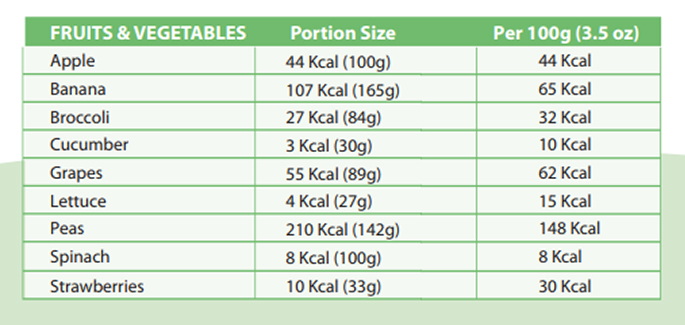 FRUITS & VEGETABLES Portion Size Per 100g (3.5 oz)
Apple 44 Kcal (100g) 44 Kcal
Banana 107 Kcal (165g) 65 Kcal
Broccoli 27 Kcal (84g) 32 Kcal
Cucumber 3 Kcal (30g) 10 Kcal
Grapes 55 Kcal (89g) 62 Kcal
Lettuce 4 Kcal (27g) 15 Kcal
Peas 210 Kcal (142g) 148 Kcal
Spinach 8 Kcal (100g) 8 Kcal
Strawberries 10 Kcal (33g) 30 Kcal